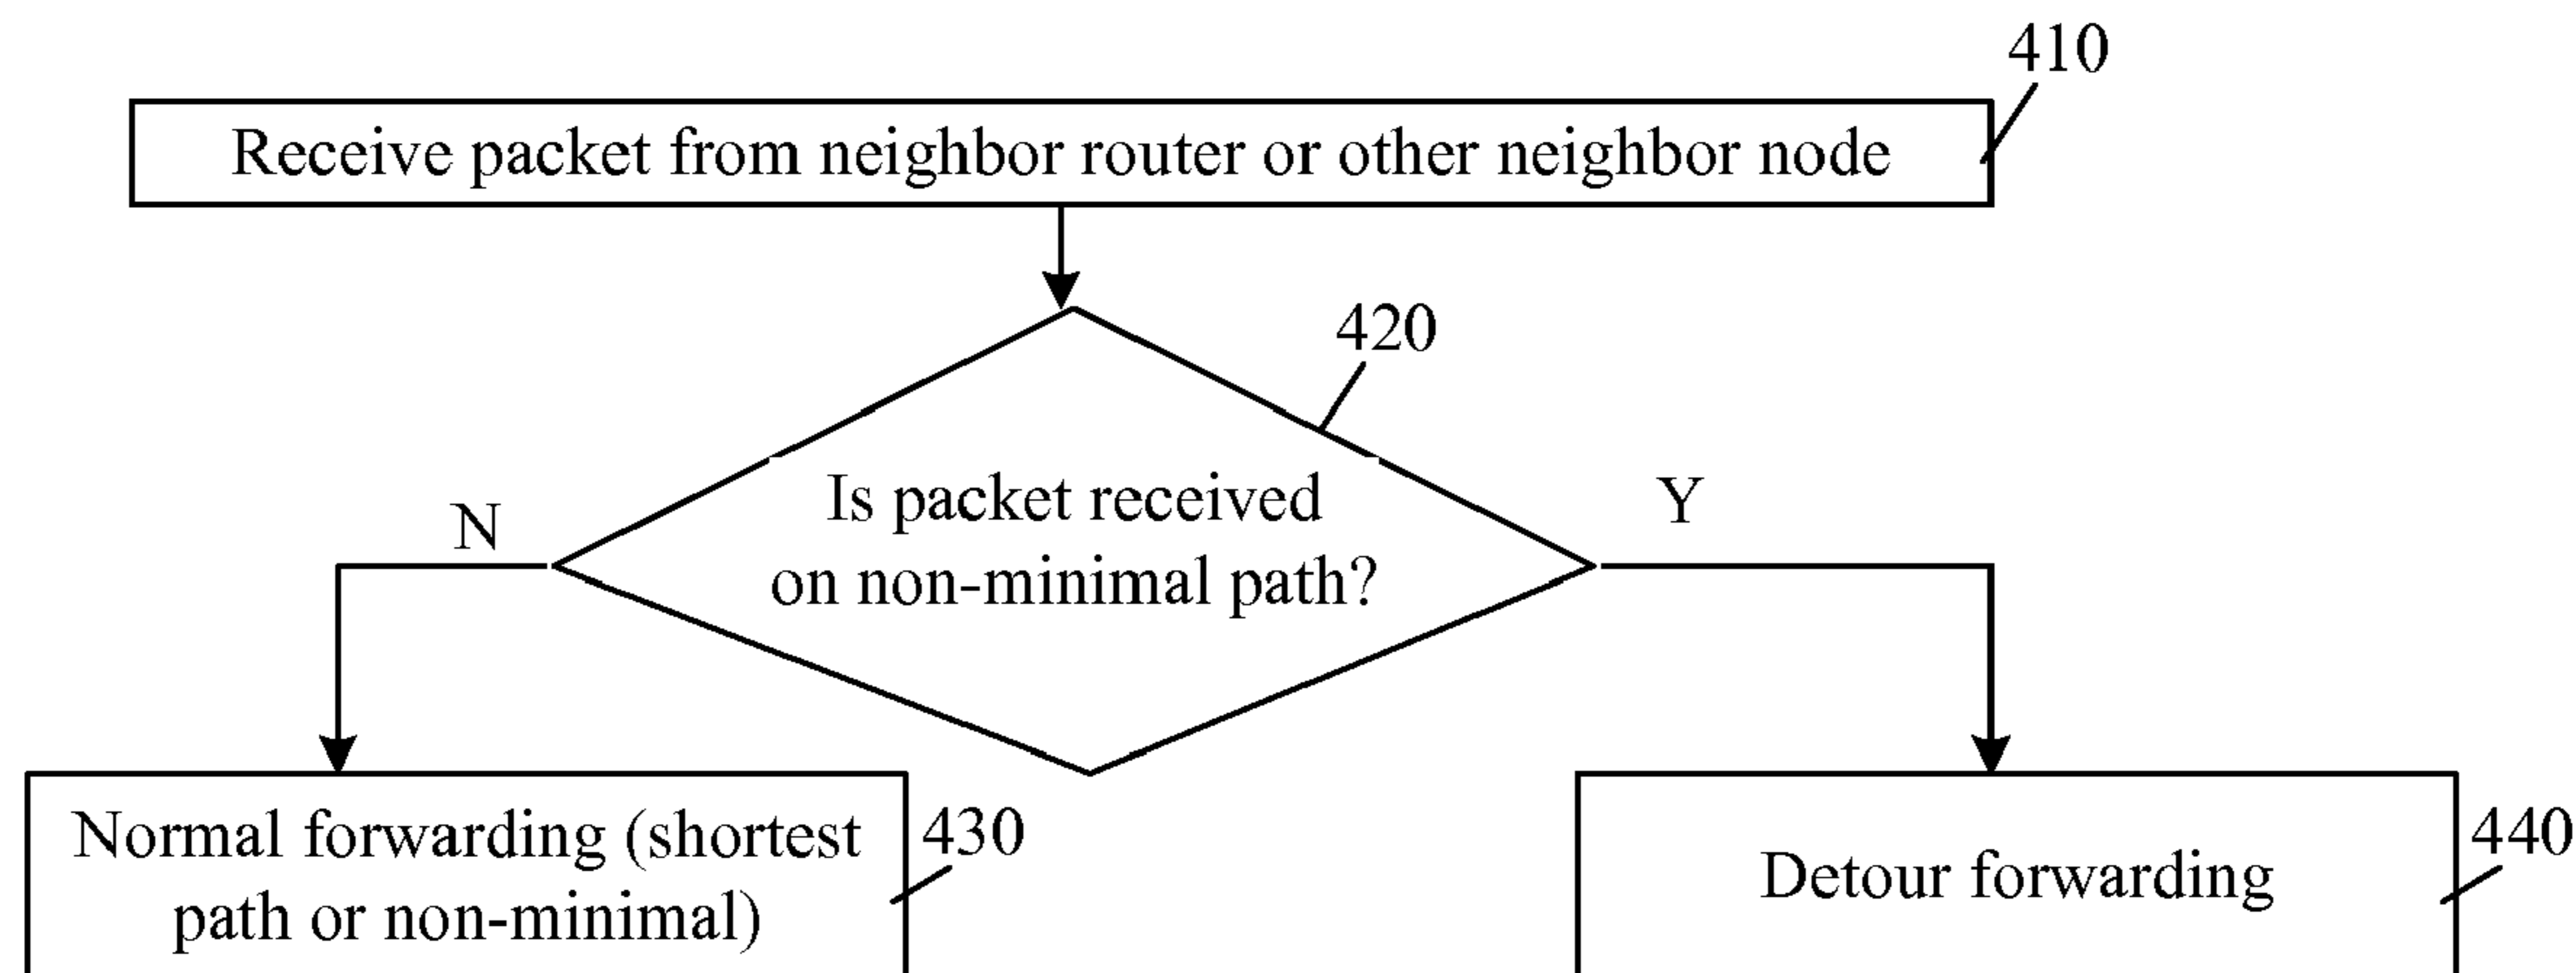 410
Receive packet from neighbor router or other neighbor node
420
Is packet received
on non-minimal path?
N
Y
Normal forwarding (shortest
path or non-minimal)
430
Detour forwarding
440